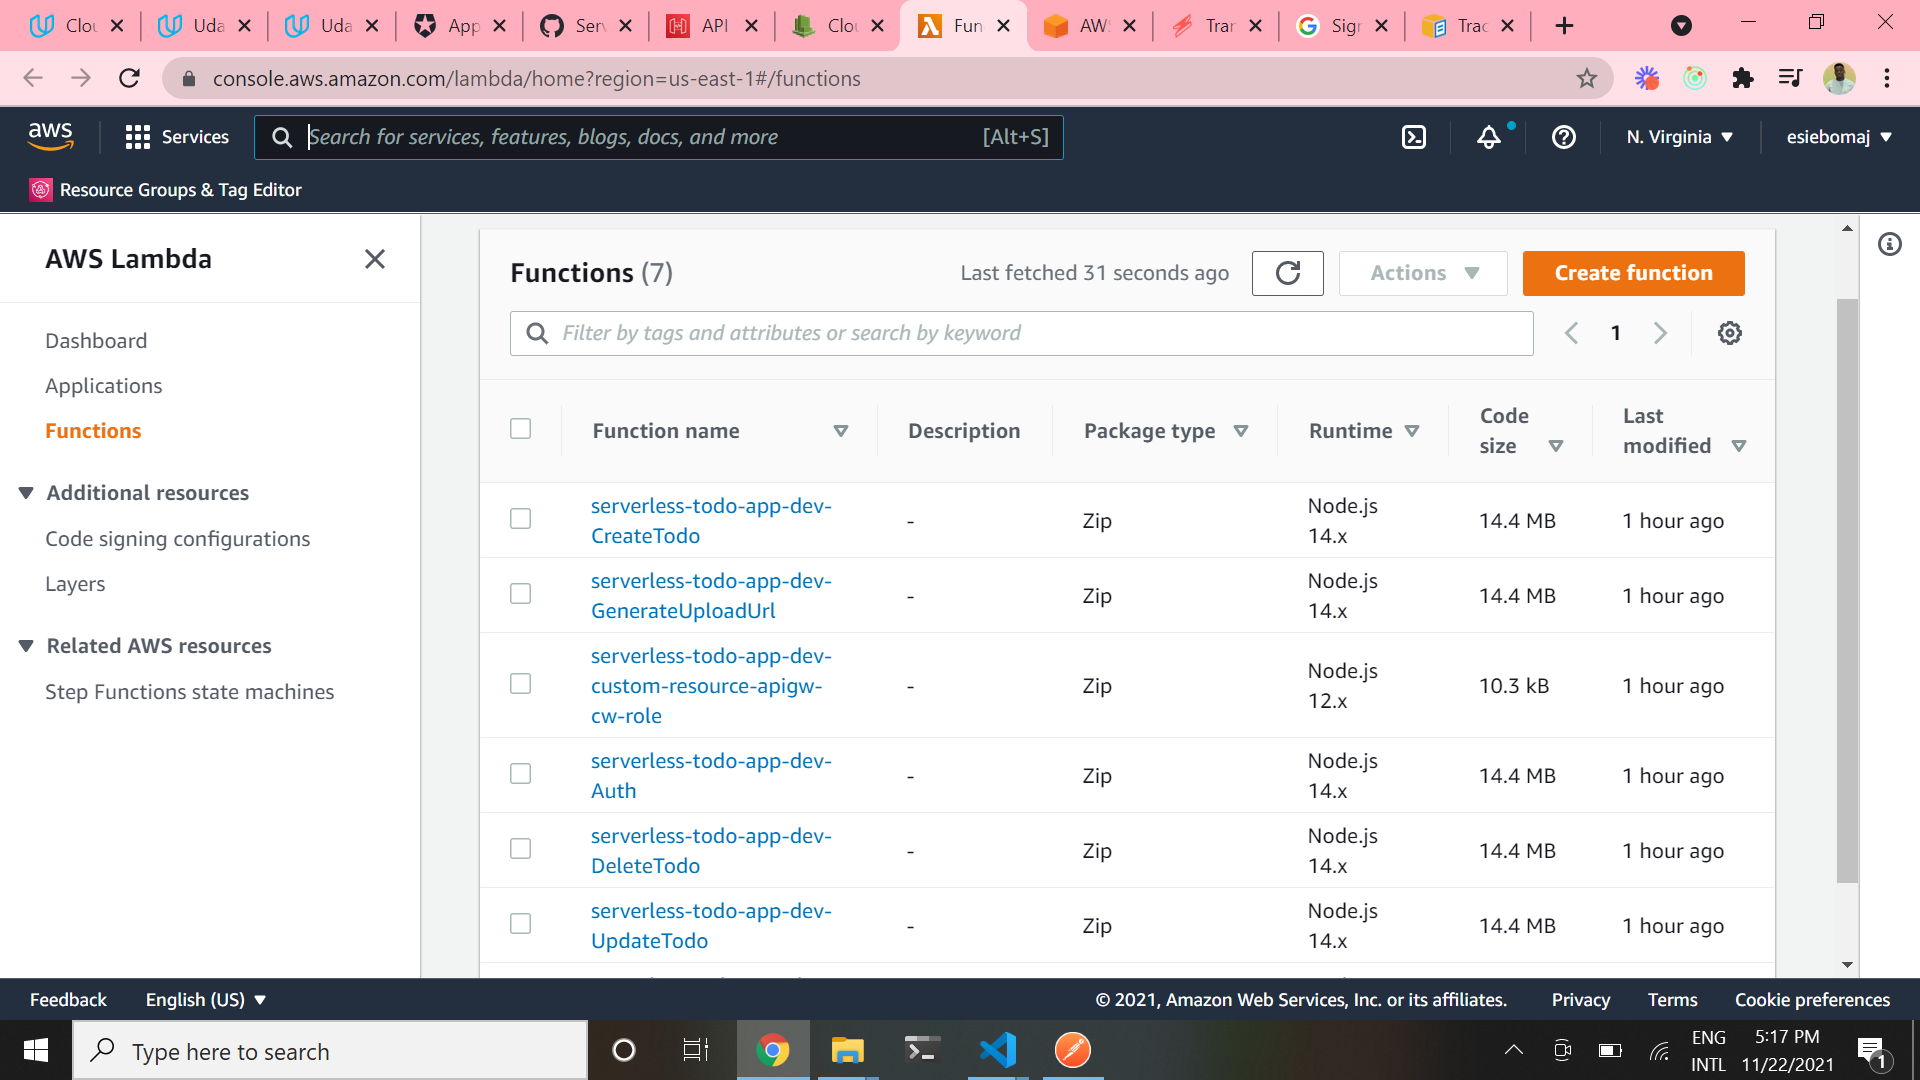 Clou
Uda
Uda
App
Serv
API
Clou
Fun
AWS
Tran
Sign
Trac
console.aws.amazon.com/lambda/home?region=us-east-1#/functions
aws
Services
Search for services, features, blogs, docs, and more
[Alt+S]
N. Virginia
esiebomaj
Resource Groups & Tag Editor
AWS Lambda
Dashboard
Applications
Functions
Additional resources
Code signing configurations
Layers
Related AWS resources
Step Functions state machines
Functions (7)
Last fetched 31 seconds ago
Actions
Create function
Filter by tags and attributes or search by keyword
1
Function name
Description
Package type
Runtime
Code
size
Last
modified
serverless-todo-app-dev-
CreateTodo
-
Zip
Node.js
14.x
14.4 MB
1 hour ago
serverless-todo-app-dev-
GenerateUploadUrl
-
Zip
Node.js
14.x
14.4 MB
1 hour ago
serverless-todo-app-dev-
custom-resource-apigw-
cw-role
-
Zip
Node.js
12.x
10.3 kB
1 hour ago
serverless-todo-app-dev-
Auth
-
Zip
Node.js
14.x
14.4 MB
1 hour ago
serverless-todo-app-dev-
DeleteTodo
-
Zip
Node.js
14.x
14.4 MB
1 hour ago
serverless-todo-app-dev-
UpdateTodo
-
Zip
Node.js
14.x
14.4 MB
1 hour ago
Feedback
English (US)
© 2021, Amazon Web Services, Inc. or its affiliates.
Privacy
Terms
Cookie preferences
Type here to search
ENG
INTL
5:17 PM
11/22/2021
1